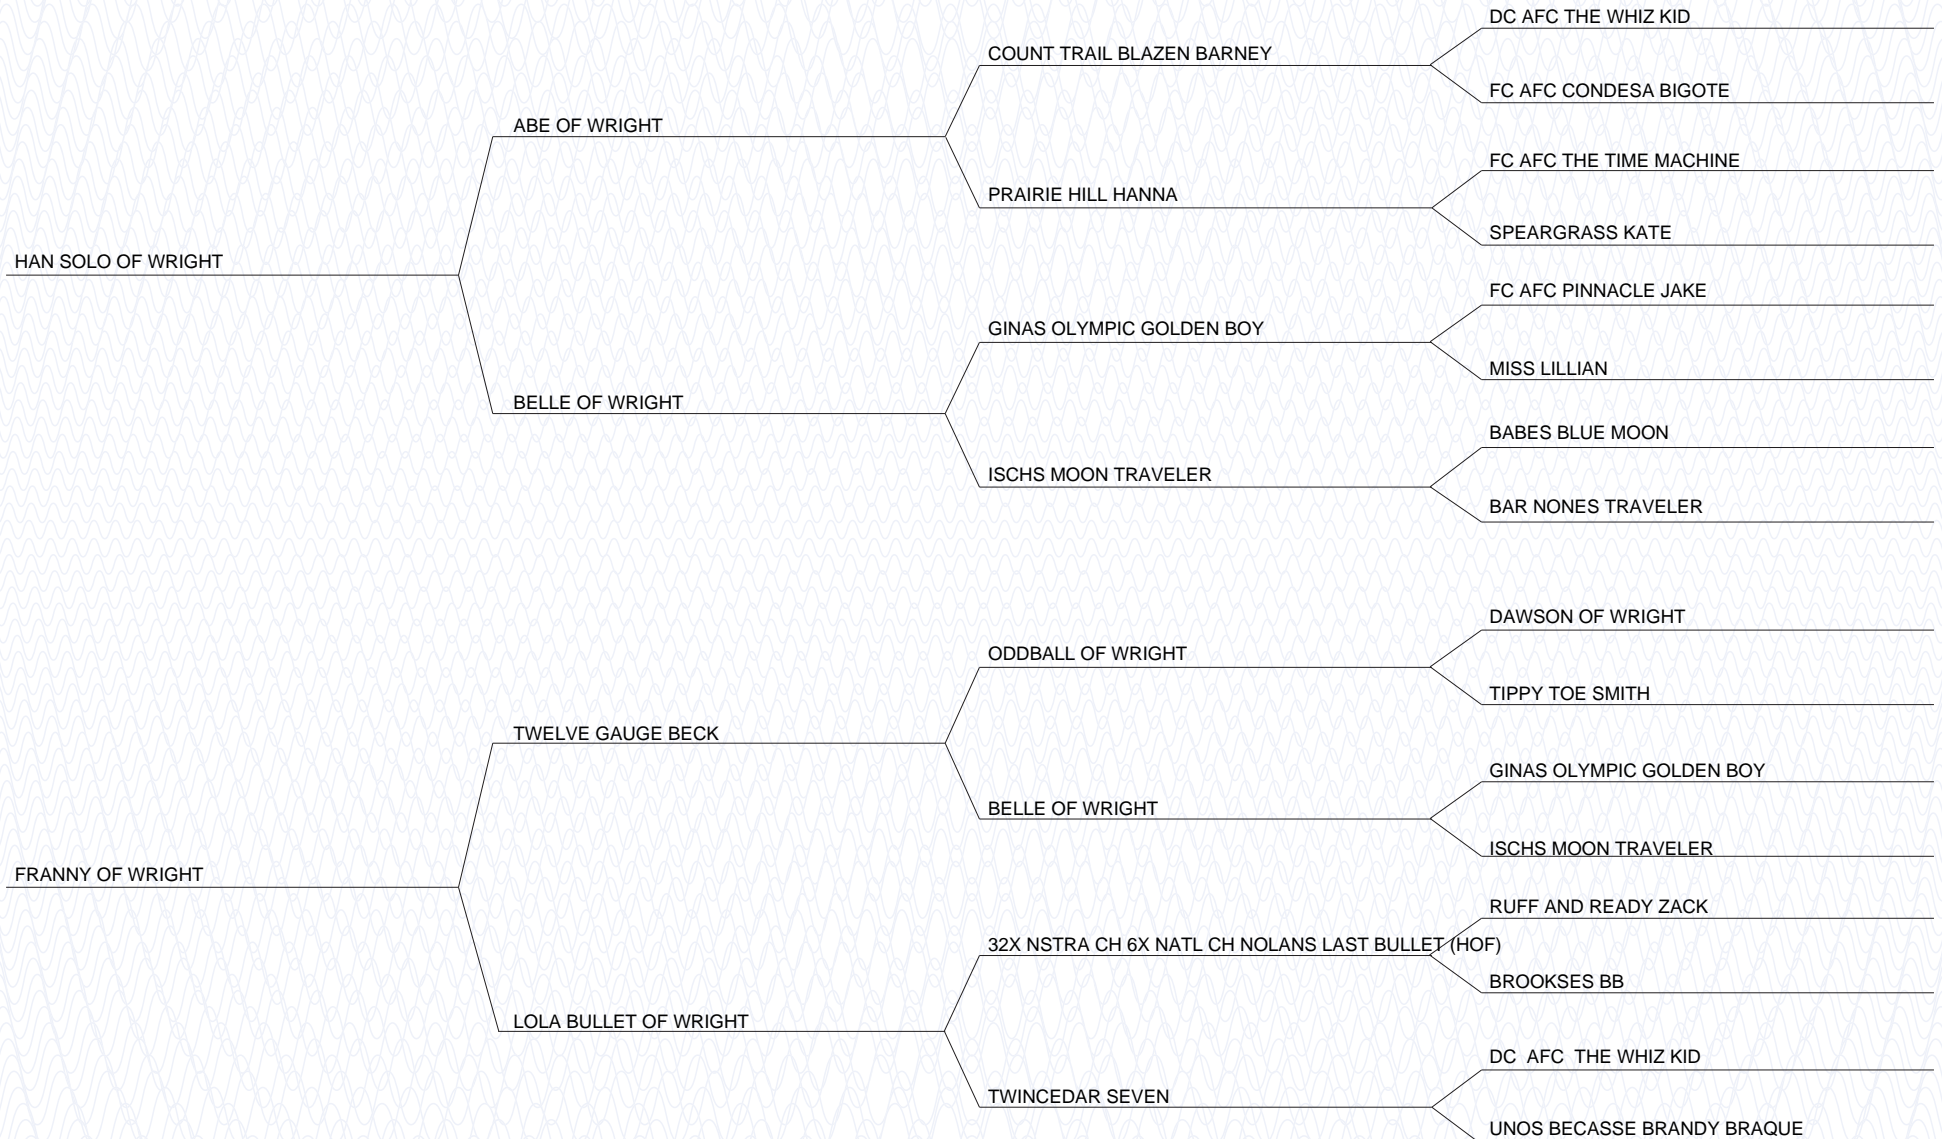 DC AFC THE WHIZ KID
COUNT TRAIL BLAZEN BARNEY
FC AFC CONDESA BIGOTE
ABE OF WRIGHT
FC AFC THE TIME MACHINE
PRAIRIE HILL HANNA
SPEARGRASS KATE
HAN SOLO OF WRIGHT
FC AFC PINNACLE JAKE
GINAS OLYMPIC GOLDEN BOY
MISS LILLIAN
BELLE OF WRIGHT
BABES BLUE MOON
ISCHS MOON TRAVELER
BAR NONES TRAVELER
DAWSON OF WRIGHT
ODDBALL OF WRIGHT
TIPPY TOE SMITH
TWELVE GAUGE BECK
GINAS OLYMPIC GOLDEN BOY
BELLE OF WRIGHT
ISCHS MOON TRAVELER
FRANNY OF WRIGHT
RUFF AND READY ZACK
32X NSTRA CH 6X NATL CH NOLANS LAST BULLET (HOF)
BROOKSES BB
LOLA BULLET OF WRIGHT
DC  AFC  THE WHIZ KID
TWINCEDAR SEVEN
UNOS BECASSE BRANDY BRAQUE